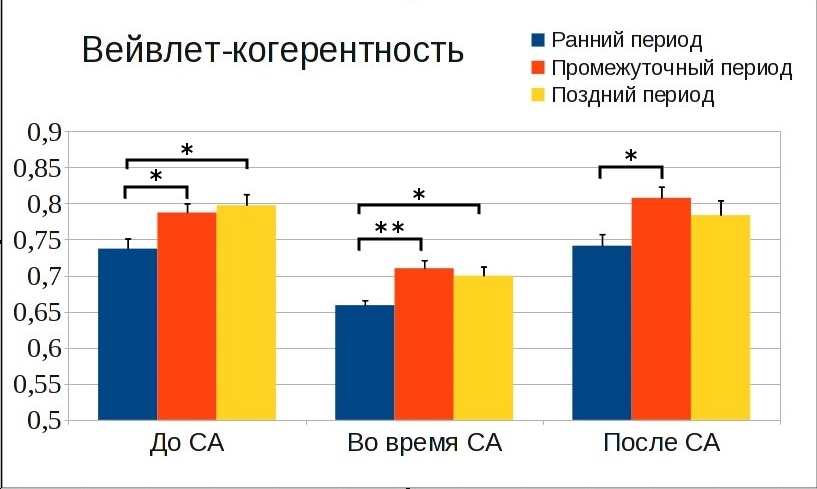 Вейвлет-когерентность
Ранний период
Промежуточный период
Поздний период
0,9
0,85
0,8
0,75
0,7
0,65
0,6
0,55
0,5
*
*
*
**
*
До СА
Во время СА
После СА